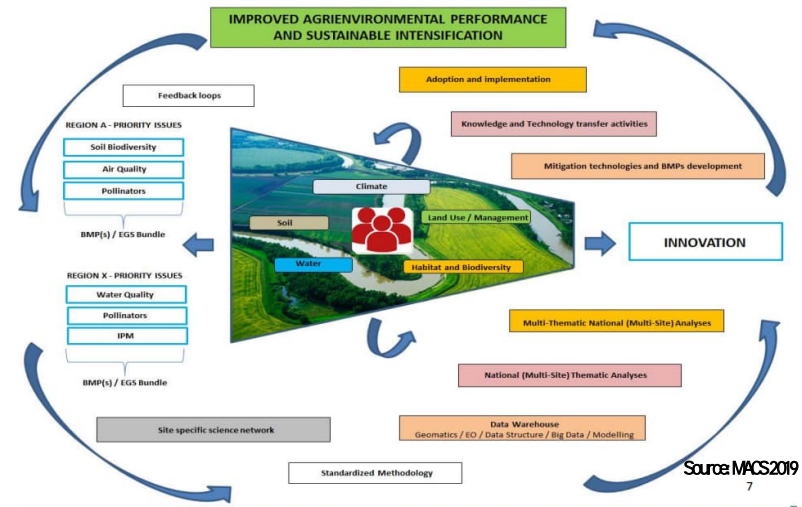 IMPROVED AGRIENVIRONMENTAL PERFORMANCE
AND SUSTAINABLE INTENSIFICATION
Feedback loops
Adoption and implementation
Knowledge and Technology transfer activities
Mitigation technologies and BMPs development
REGION A - PRIORITY ISSUES
Soil Biodiversity
Air Quality
Pollinators
BMP(s) / EGS Bundle
REGION X - PRIORITY ISSUES
Water Quality
Pollinators
IPM
BMP(s) / EGS Bundle
Climate
Soil
Land Use / Management
Water
Habitat and Biodiversity
INNOVATION
Multi-Thematic National (Multi-Site) Analyses
National (Multi-Site) Thematic Analyses
Data Warehouse
Geomatics / EO / Data Structure / Big Data / Modelling
Site specific science network
Standardized Methodology
Source: MACS 2019
7